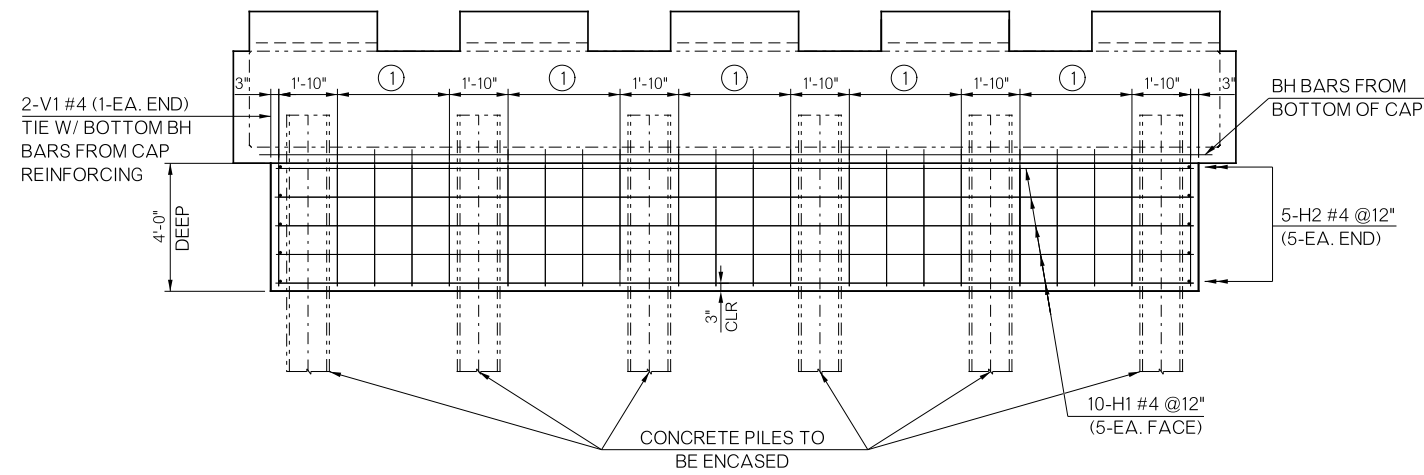 3"
1'-10"
1
1'-10"
1
1'-10"
1
1'-10"
1
1'-10"
1
1'-10"
3"
2-V1 #4 (1-EA. END)
TIE W/ BOTTOM BH
BARS FROM CAP
REINFORCING
BH BARS FROM
BOTTOM OF CAP
4'-0"
DEEP
5-H2 #4 @12"
(5-EA. END)
3"
CLR
10-H1 #4 @12"
(5-EA. FACE)
CONCRETE PILES TO
BE ENCASED